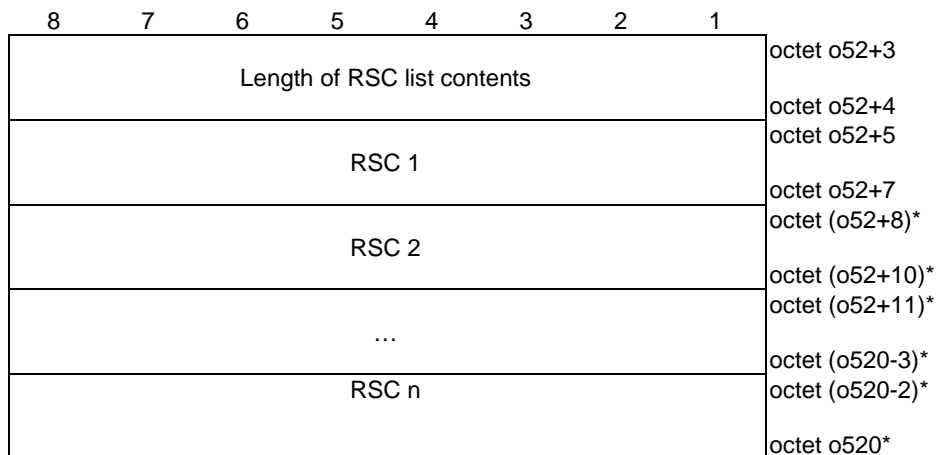 8 7 6 5 4 3 2 1
Length of RSC list contents
octet o52+3
octet o52+4
RSC 1
octet o52+5
octet o52+7
RSC 2
octet (o52+8)*
octet (o52+10)*
…
octet (o52+11)*
octet (o520-3)*
RSC n
octet (o520-2)*
octet o520*